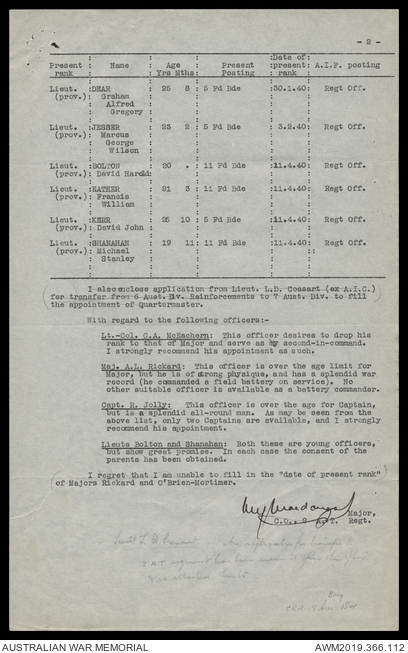 - 2 -
Present rank : Name : Age Yrs Mths : Present Posting : Date of present rank : A.I.F. posting
Lieut. :DEAR : 25 8 : 5 Fd Bde :30.1.40: Regt Off.
(prov.): Graham
Alfred
Gregory
Lieut. :JESSER : 23 2 : 5 Fd Bde : 3.2.40: Regt Off.
(prov.): Marcus
George
Wilson
Lieut. :BOLTON : 20 . : 11 Fd Bde :11.4.40: Regt Off.
(prov.): David Harold:
Lieut. :EATHER : 21 3 : 11 Fd Bde :11.4.40: Regt Off.
(prov.): Francis
William
Lieut. :KERR : 25 10 : 5 Fd Bde :11.4.40: Regt Off.
(prov.): David John :
Lieut. :SHANAHAN : 19 11: 11 Fd Bde :11.4.40: Regt Off.
(prov.): Michael
Stanley
I also enclose application from Lieut. L.D. Cossart (ex A.I.C.)
for transfer from 6 Aust. Div. Reinforcements to 7 Aust. Div. to fill
the appointment of Quartermaster.
With regard to the following officers:-
Lt-Col. C.A. McEachern: This officer desires to drop his
rank to that of Major and serve as my second-in-command.
I strongly recommend his appointment as such.
Maj. A.L. Rickard: This officer is over the age limit for
Major, but he is of strong physique, and has a splendid war
record (he commanded a field battery on service). No
other suitable officer is available as a battery commander.
Capt. R. Jolly: This officer is over the age for Captain,
but is a splendid all-round man. As may be seen from the
above list, only two Captains are available, and I strongly
recommend his appointment.
Lieuts Bolton and Shanahan: Both these are young officers,
but show great promise. In each case the consent of the
parents has been obtained.
I regret that I am unable to fill in the "date of present rank"
of Majors Rickard and O'Brien-Mortimer.
Major,
C.O., 2 A.T. Regt.
AUSTRALIAN WAR MEMORIAL
AWM2019.366.112